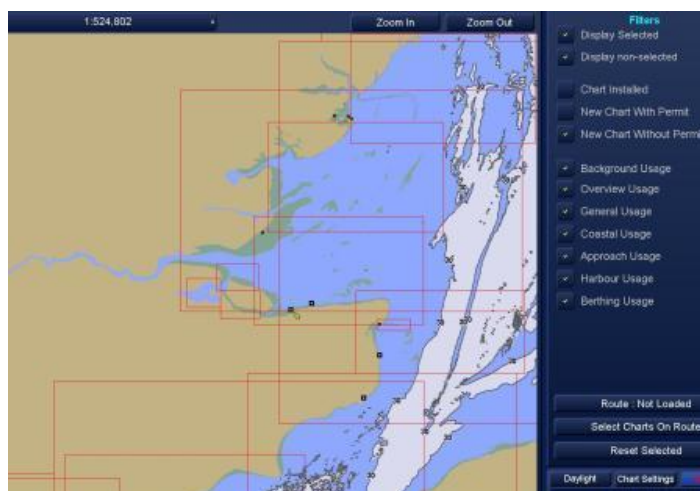 1:524,802
Zoom In
Zoom Out
Filters
Display Selected
Display non-selected
Chart Installed
New Chart With Permit
New Chart Without Permi
Background Usage
Overview Usage
General Usage
Coastal Usage
Approach Usage
Harbour Usage
Berthing Usage
Route : Not Loaded
Select Charts On Route
Reset Selected
Daylight
Chart Settings